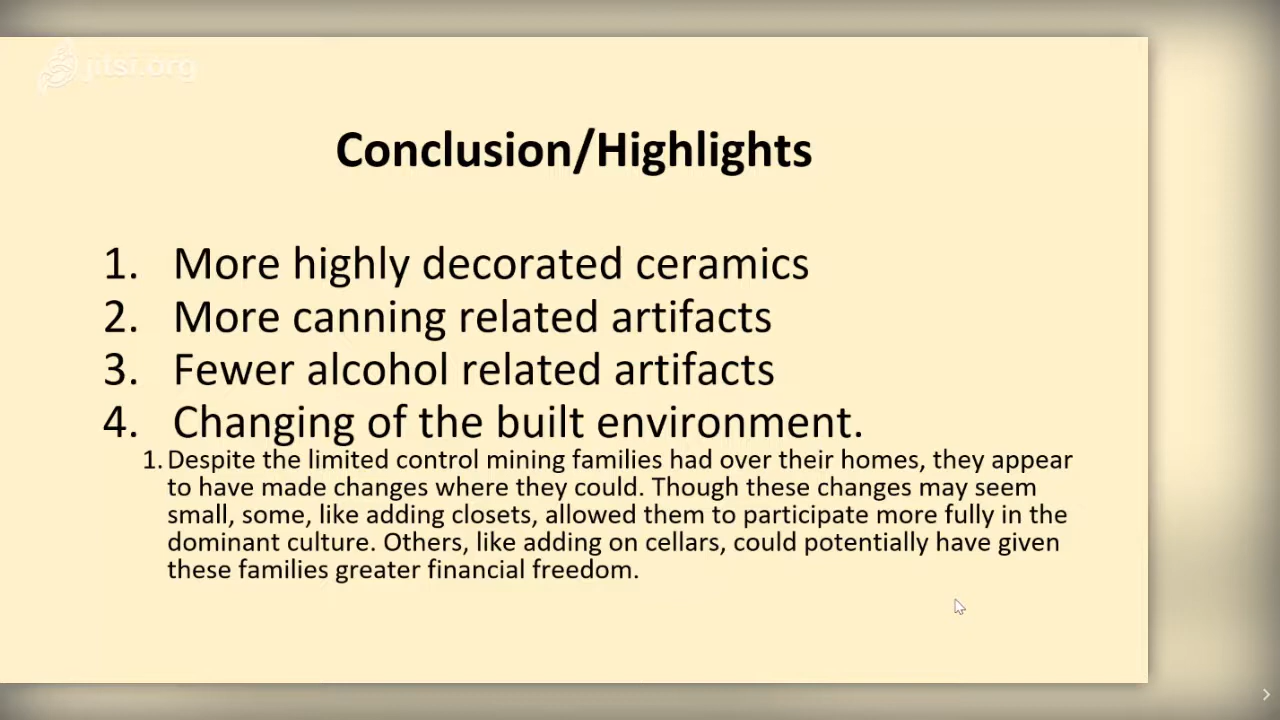 jitsi.org
Conclusion/Highlights
1. More highly decorated ceramics
2. More canning related artifacts
3. Fewer alcohol related artifacts
4. Changing of the built environment.
1. Despite the limited control mining families had over their homes, they appear
to have made changes where they could. Though these changes may seem
small, some, like adding closets, allowed them to participate more fully in the
dominant culture. Others, like adding on cellars, could potentially have given
these families greater financial freedom.